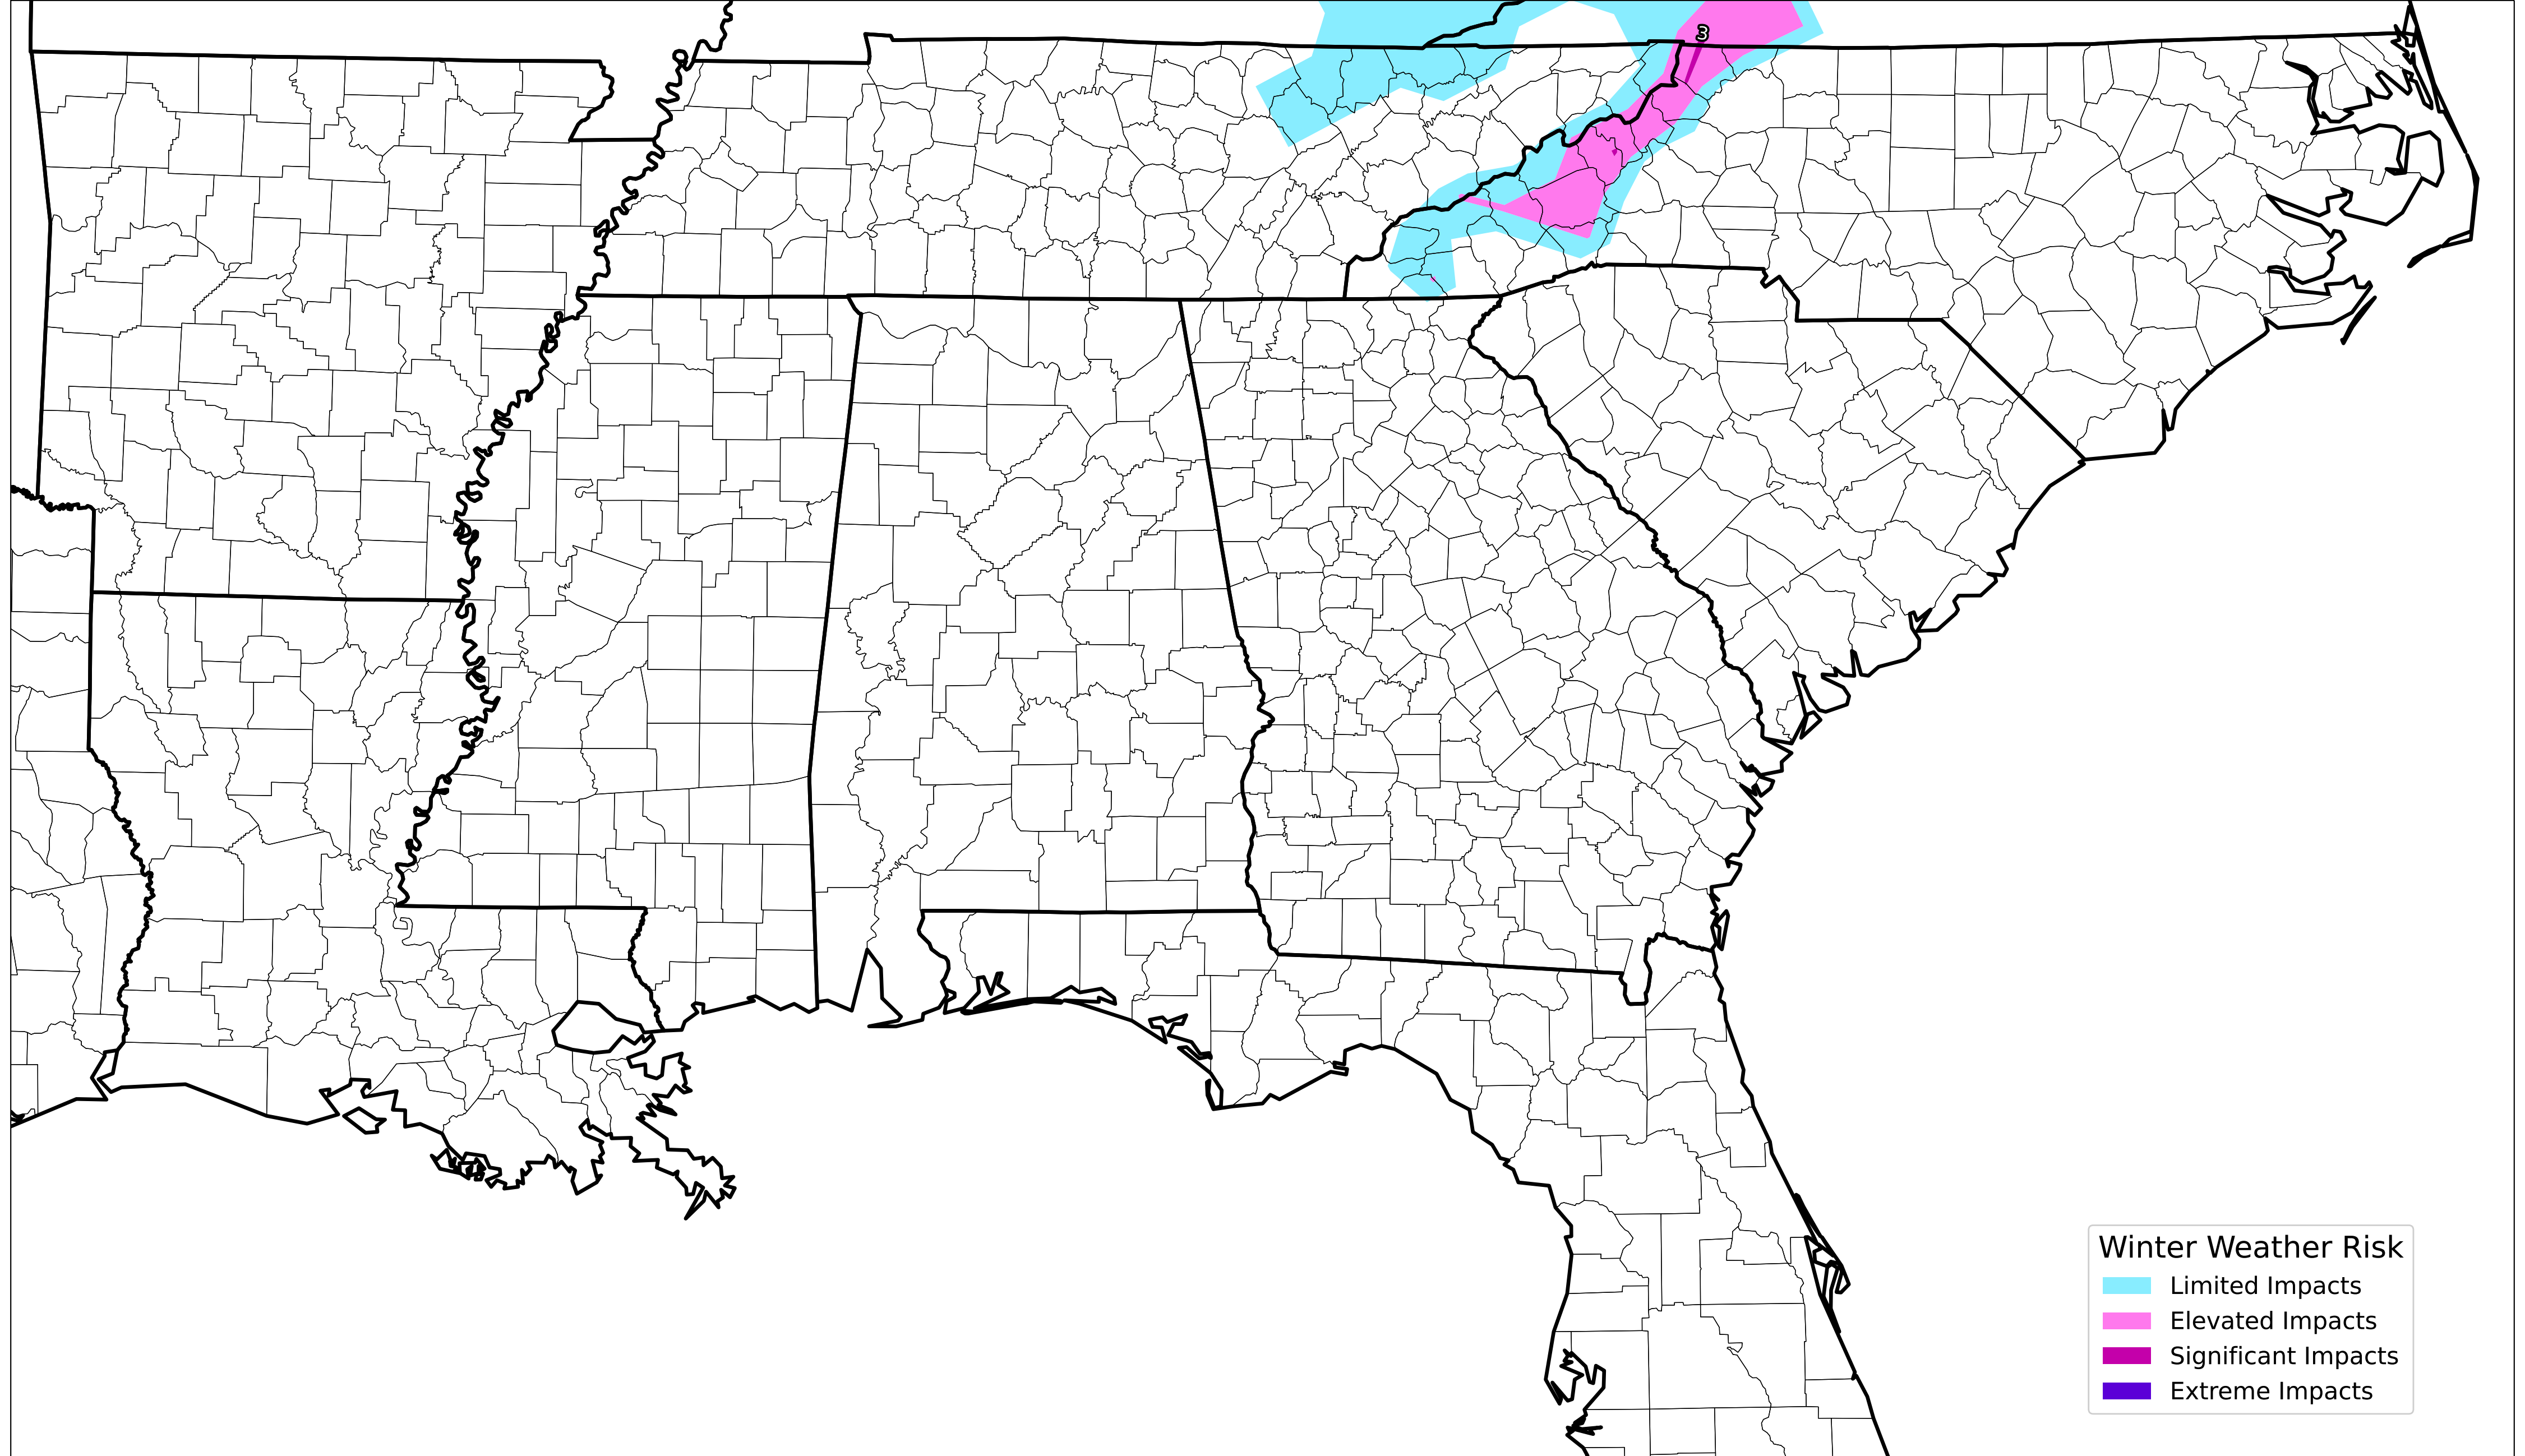 3
Winter Weather Risk
Limited Impacts
Elevated Impacts
Significant Impacts
Extreme Impacts